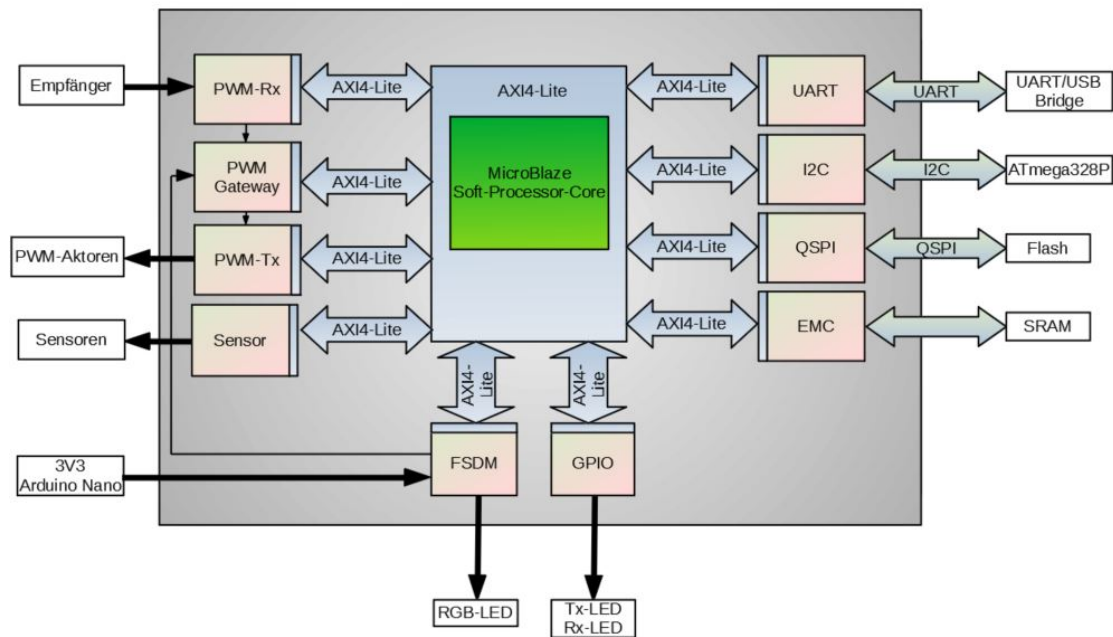 Empfänger
PWM-Rx
AXI4-Lite
AXI4-Lite
AXI4-Lite
UART
UART
UART/USB
Bridge
PWM
Gateway
AXI4-Lite
MicroBlaze
Soft-Processor-Core
AXI4-Lite
I2C
I2C
ATmega328P
PWM-Aktoren
PWM-Tx
AXI4-Lite
AXI4-Lite
QSPI
QSPI
Flash
Sensoren
Sensor
AXI4-Lite
AXI4-Lite
EMC
SRAM
AXI4-
Lite
AXI4-
Lite
3V3
Arduino Nano
FSDM
GPIO
RGB-LED
Tx-LED
Rx-LED